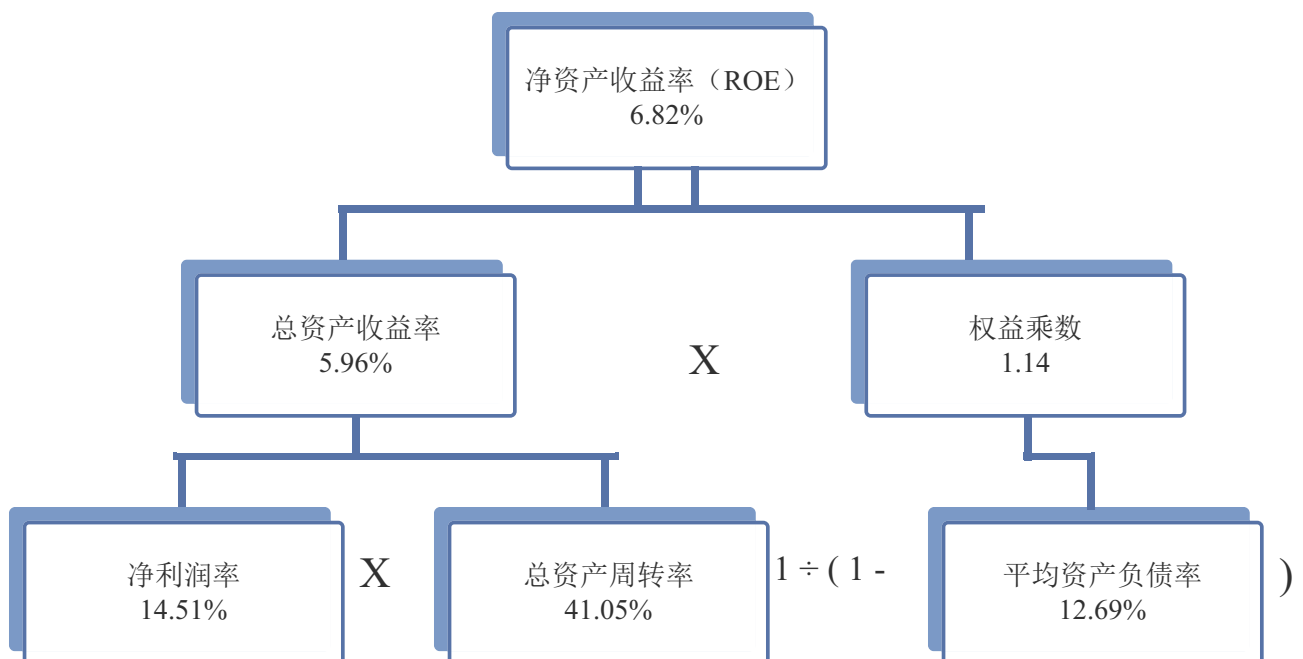 净资产收益率（ROE）
6.82%
总资产收益率
5.96%
X
权益乘数
1.14
净利润率
14.51%
X
总资产周转率
41.05%
1 ÷ ( 1 -
平均资产负债率
12.69%
)